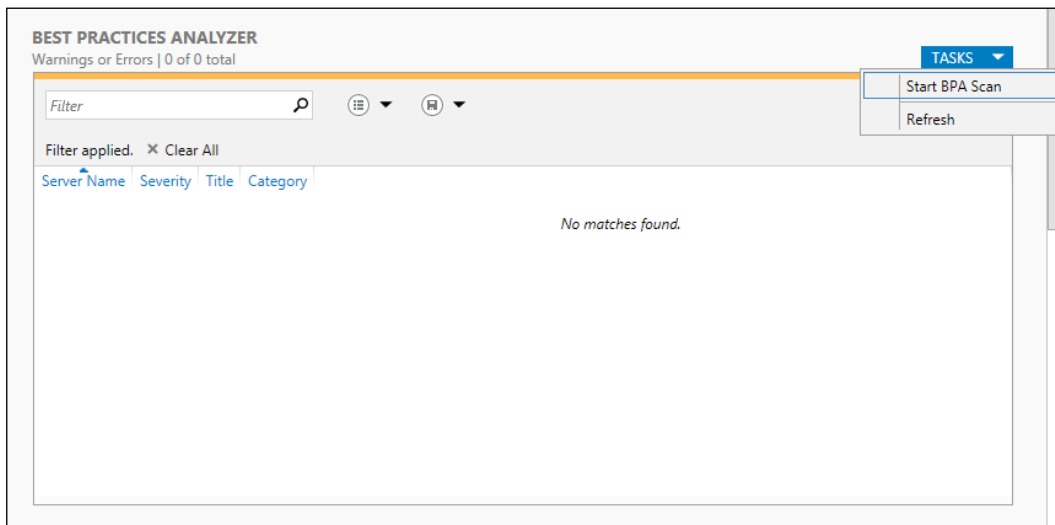 BEST PRACTICES ANALYZER
Warnings or Errors | 0 of 0 total
TASKS
Start BPA Scan
Refresh
Filter
Filter applied. ✕ Clear All
Server Name Severity Title Category
No matches found.